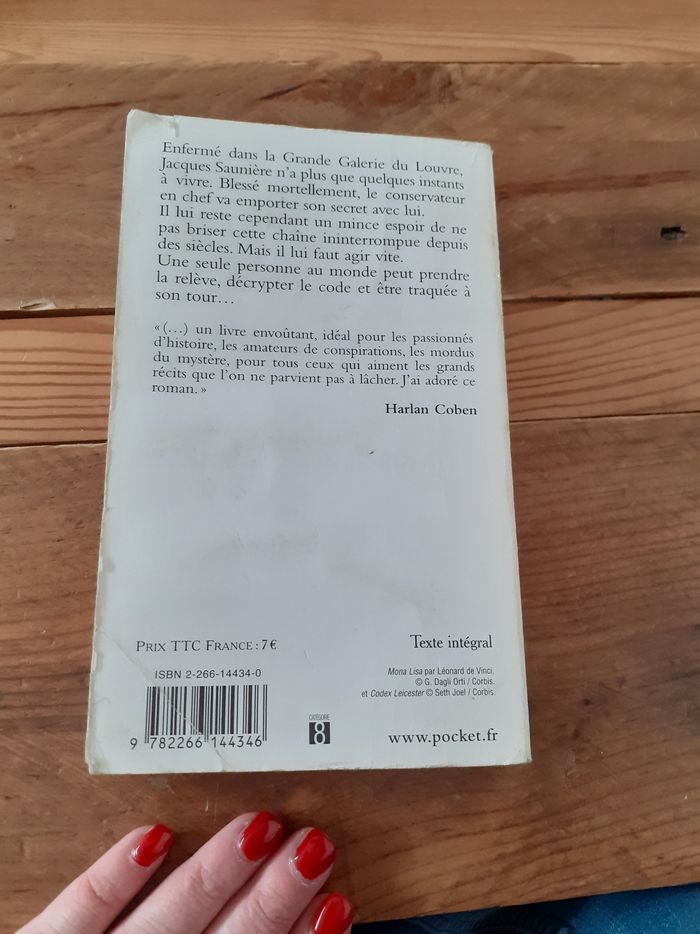 Enfermé dans la Grande Galerie du Louvre,
Jacques Saunière n'a plus que quelques instants
à vivre. Blessé mortellement, le conservateur
en chef va emporter son secret avec lui.
Il lui reste cependant un mince espoir de ne
pas briser cette chaîne ininterrompue depuis
des siècles. Mais il lui faut agir vite.
Une seule personne au monde peut prendre
la relève, décrypter le code et être traquée à
son tour…
« (…) un livre envoûtant, idéal pour les passionnés
d'histoire, les amateurs de conspirations, les mordus
du mystère, pour tous ceux qui aiment les grands
récits que l'on ne parvient pas à lâcher. J'ai adoré ce
roman. »
Harlan Coben
PRIX TTC FRANCE : 7 €
Texte intégral
ISBN 2-266-14434-0
Mona Lisa par Léonard de Vinci,
© G. Dagli Orti / Corbis.
et Codex Leicester © Seth Joel / Corbis.
CATÉGORIE
8
9 782266 144346
www.pocket.fr